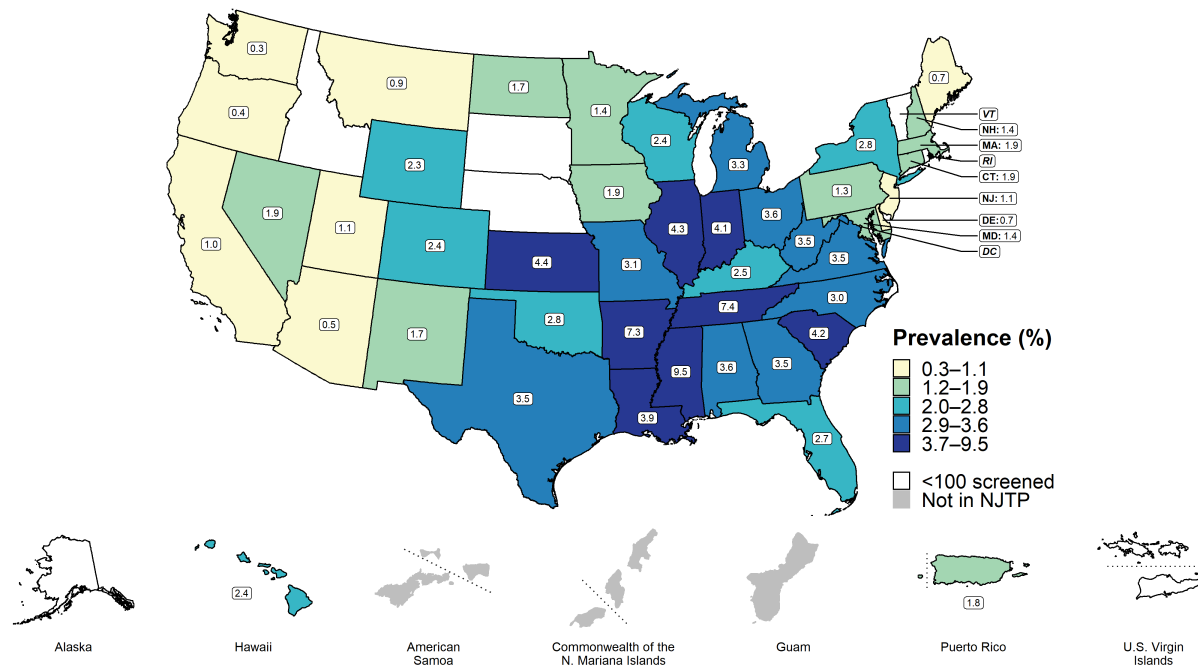 0.3
0.9
1.7
1.4
0.7
0.4
2.4
VT
NH: 1.4
2.8
MA: 1.9
2.3
3.3
RI
CT: 1.9
1.9
1.3
NJ: 1.1
1.9
3.6
DE:0.7
1.1
4.3
4.1
MD: 1.4
1.0
2.4
3.5
DC
4.4
3.1
3.5
2.5
3.0
0.5
1.7
2.8
7.3
7.4
4.2
Prevalence (%)
0.3–1.1
9.5
3.6
3.5
1.2–1.9
3.5
2.0–2.8
3.9
2.9–3.6
2.7
3.7–9.5
<100 screened
Not in NJTP
2.4
1.8
Alaska
Hawaii
American
Samoa
Commonwealth of the
N. Mariana Islands
Guam
Puerto Rico
U.S. Virgin
Islands